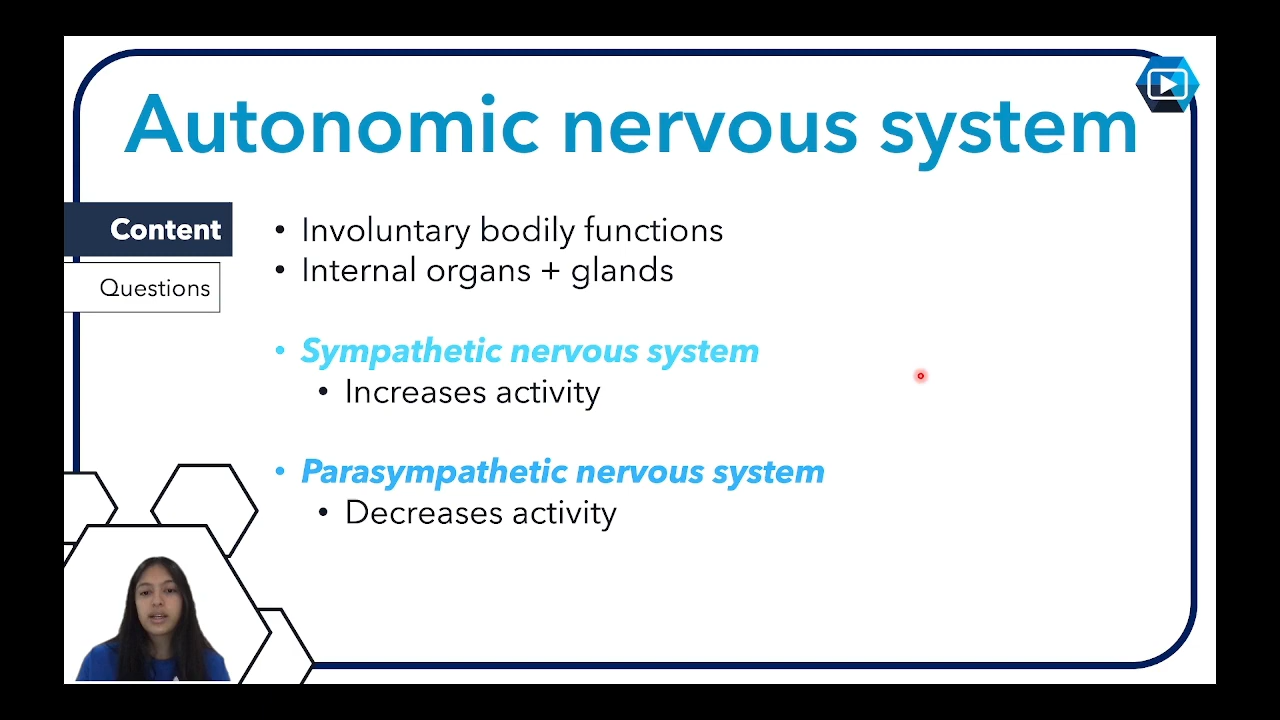 Autonomic nervous system
Content
Questions
• Involuntary bodily functions
• Internal organs + glands
• Sympathetic nervous system
• Increases activity
• Parasympathetic nervous system
• Decreases activity